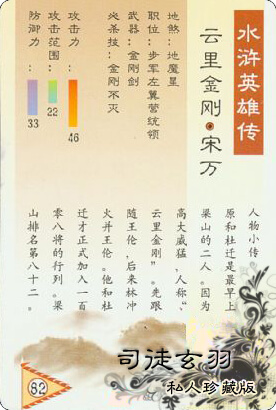 水浒英雄传
云里金刚•宋万
地煞：地魔星
职位：步军左翼营统领
武器：金刚剑
必杀技：金刚不灭
攻击力：
46
攻击范围：
22
防御力：
33
人物小传
原和杜迁是最早上
梁山的二人。因为
高大威猛，人称“
云里金刚”。先跟
随王伦，后来林冲
火并王伦。他和杜
迁才正式加入一百
零八将的行列。梁
山排名第八十二。
82
司徒玄羽
私人珍藏版